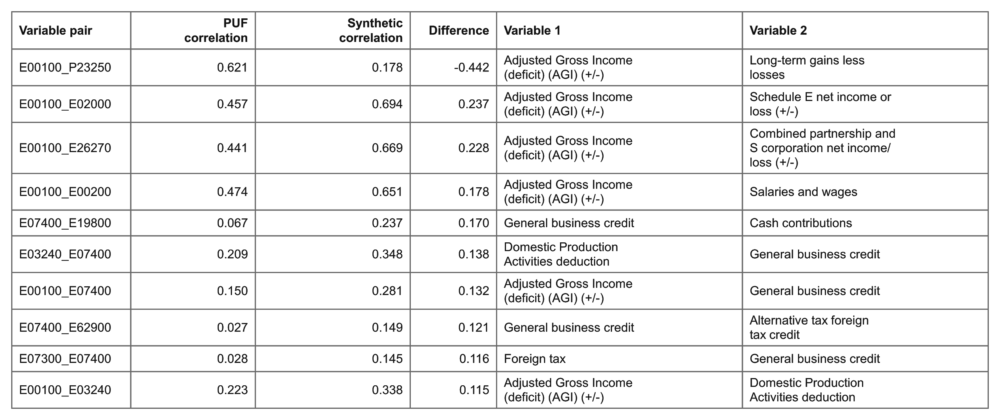 Variable pair
PUF
correlation
Synthetic
correlation
Difference
Variable 1
Variable 2
E00100_P23250
0.621
0.178
-0.442
Adjusted Gross Income
(deficit) (AGI) (+/-)
Long-term gains less
losses
E00100_E02000
0.457
0.694
0.237
Adjusted Gross Income
(deficit) (AGI) (+/-)
Schedule E net income or
loss (+/-)
E00100_E26270
0.441
0.669
0.228
Adjusted Gross Income
(deficit) (AGI) (+/-)
Combined partnership and
S corporation net income/
loss (+/-)
E00100_E00200
0.474
0.651
0.178
Adjusted Gross Income
(deficit) (AGI) (+/-)
Salaries and wages
E07400_E19800
0.067
0.237
0.170
General business credit
Cash contributions
E03240_E07400
0.209
0.348
0.138
Domestic Production
Activities deduction
General business credit
E00100_E07400
0.150
0.281
0.132
Adjusted Gross Income
(deficit) (AGI) (+/-)
General business credit
E07400_E62900
0.027
0.149
0.121
General business credit
Alternative tax foreign
tax credit
E07300_E07400
0.028
0.145
0.116
Foreign tax
General business credit
E00100_E03240
0.223
0.338
0.115
Adjusted Gross Income
(deficit) (AGI) (+/-)
Domestic Production
Activities deduction